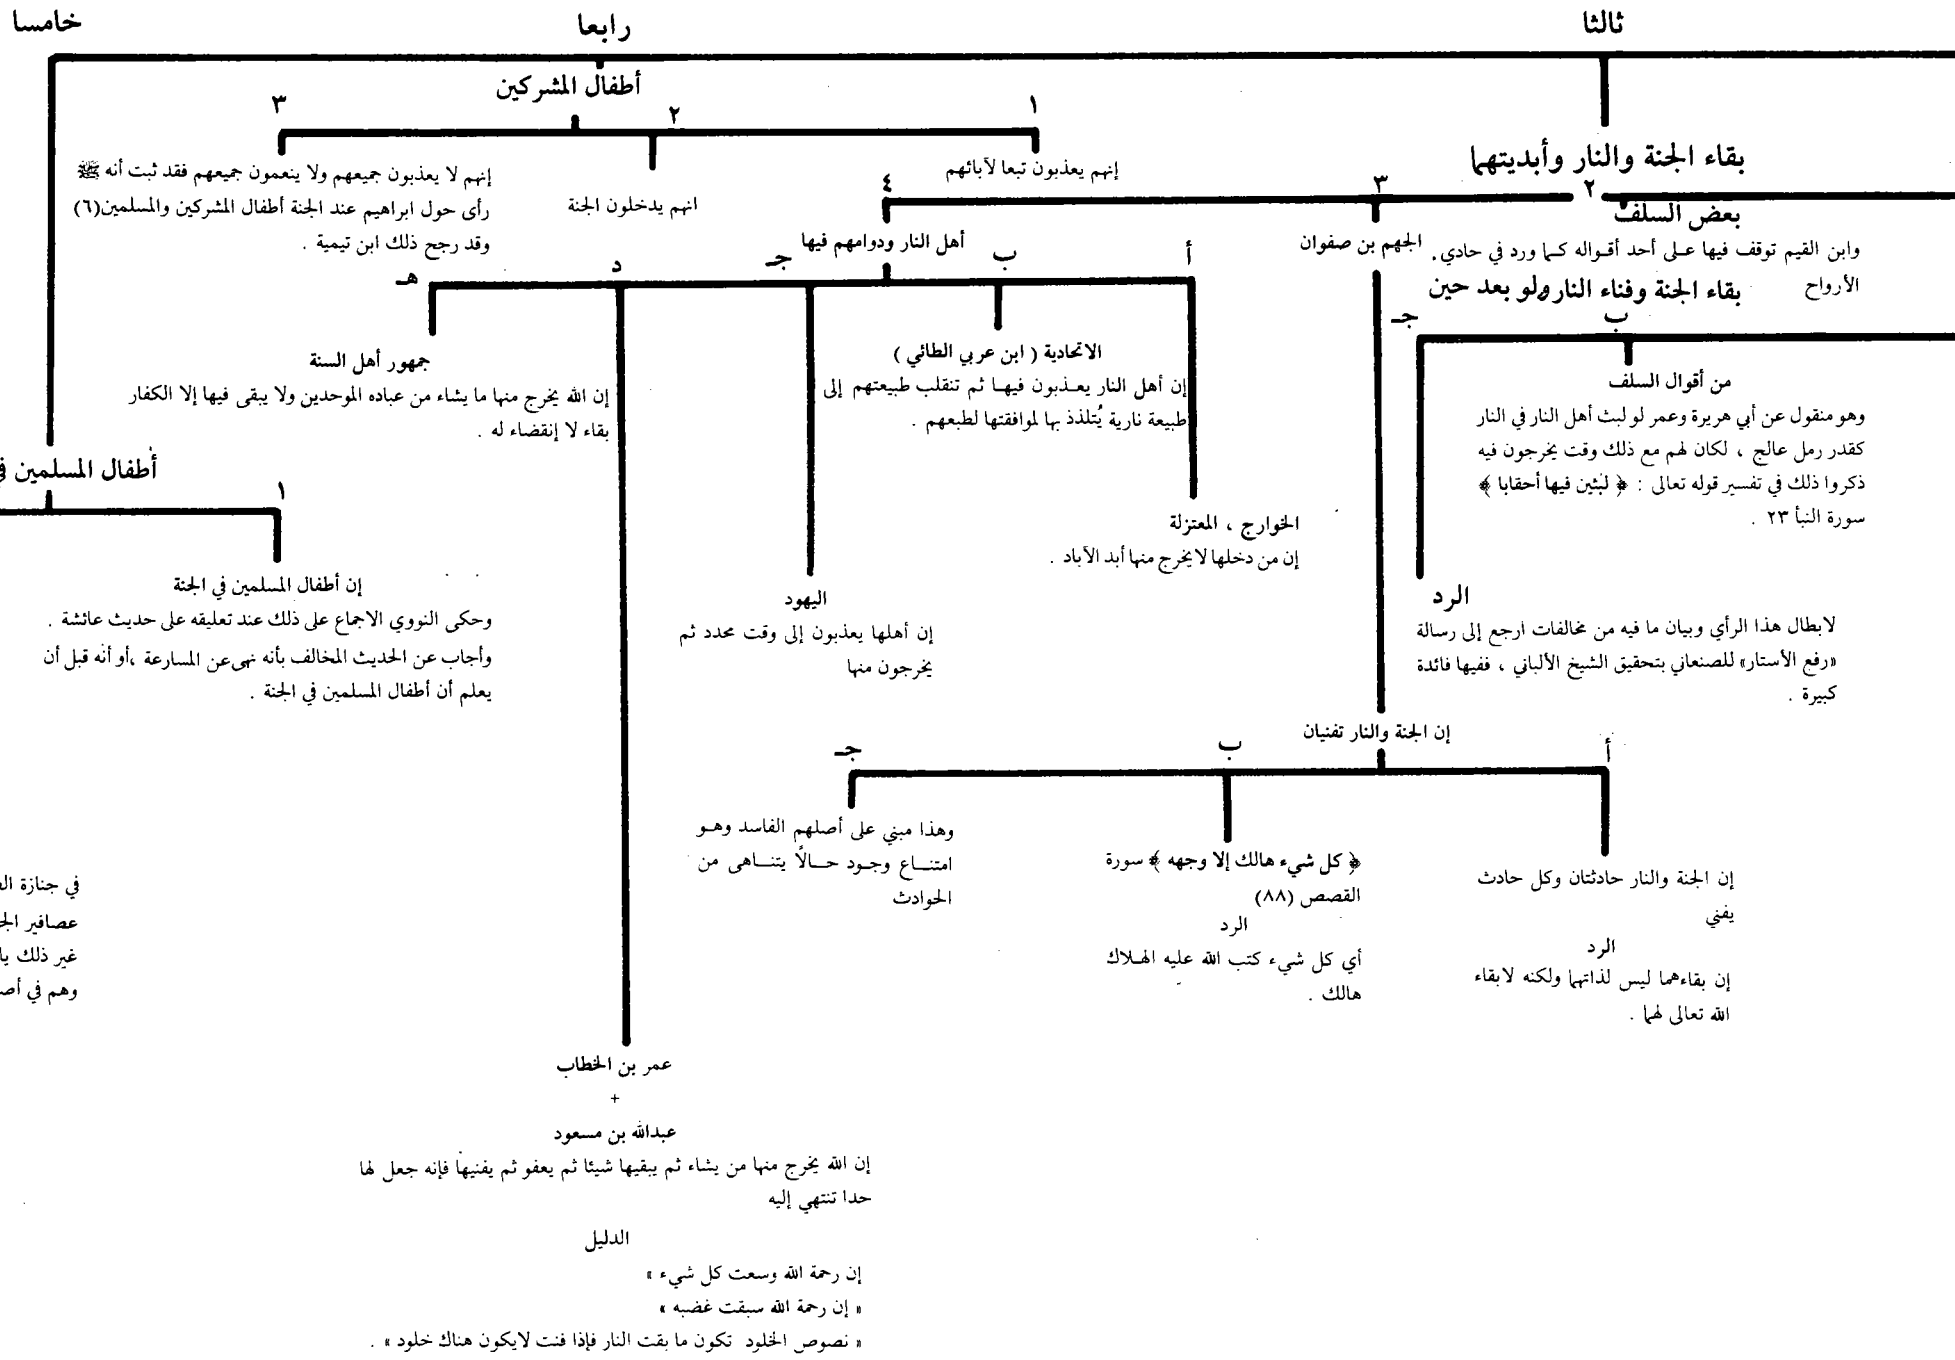 ثالثا
رابعا
خامسا
بقاء الجنة والنار وأبديتهما
٢
بعض السلف
وابن القيم توقف فيها على أحد أقواله كما ورد في حادي
الأرواح
بقاء الجنة وفناء النار ولو بعد حين
ب
من أقوال السلف
وهو منقول عن أبي هريرة وعمر لو لبث أهل النار في النار
كقدر رمل عالج ، لكان لهم مع ذلك وقت يخرجون فيه
ذكروا ذلك في تفسير قوله تعالى : ﴿ لبثين فيها أحقابا ﴾
سورة النبأ ٢٣ .
جـ
الرد
لابطال هذا الرأي وبيان ما فيه من مخالفات ارجع إلى رسالة
«رفع الأستار» للصنعاني بتحقيق الشيخ الألباني ، ففيها فائدة
كبيرة .
٣
الجهم بن صفوان
إن الجنة والنار تفنيان
أ
إن الجنة والنار حادثتان وكل حادث
يفني
الرد
إن بقاءهما ليس لذاتهما ولكنه لابقاء
الله تعالى لهما .
ب
﴿ كل شيء هالك إلا وجهه ﴾ سورة
القصص (٨٨)
الرد
أي كل شيء كتب الله عليه الهلاك
هالك .
جـ
وهذا مبني على أصلهم الفاسد وهو
امتناع وجود حالًا يتناهى من
الحوادث
٤
أهل النار ودوامهم فيها
أ
الخوارج ، المعتزلة
إن من دخلها لايخرج منها أبد الآباد .
ب
الاتحادية ( ابن عربي الطائي )
إن أهل النار يعذبون فيها ثم تنقلب طبيعتهم إلى
طبيعة نارية يُتلذذ بها لموافقتها لطبعهم .
جـ
اليهود
إن أهلها يعذبون إلى وقت محدد ثم
يخرجون منها
د
عمر بن الخطاب
+
عبدالله بن مسعود
إن الله يخرج منها من يشاء ثم يبقيها شيئا ثم يعفو ثم يفنيها فإنه جعل لها
حدا تنتهي إليه
الدليل
إن رحمة الله وسعت كل شيء »
« إن رحمة الله سبقت غضبه »
« نصوص الخلود تكون ما بقت النار فإذا فنت لايكون هناك خلود » .
هـ
جمهور أهل السنة
إن الله يخرج منها ما يشاء من عباده الموحدين ولا يبقى فيها إلا الكفار
بقاء لا إنقضاء له .
أطفال المشركين
١
إنهم يعذبون تبعا لآبائهم
٢
انهم يدخلون الجنة
٣
إنهم لا يعذبون جميعهم ولا ينعمون جميعهم فقد ثبت أنه ﷺ
رأى حول ابراهيم عند الجنة أطفال المشركين والمسلمين(٦)
وقد رجح ذلك ابن تيمية .
أطفال المسلمين
١
إن أطفال المسلمين في الجنة
وحكى النووي الاجماع على ذلك عند تعليقه على حديث عائشة .
وأجاب عن الحديث المخالف بأنه نهى عن المسارعة ،أو أنه قبل أن
يعلم أن أطفال المسلمين في الجنة .
في جنازة
عصافير
غير ذلك
وهم في